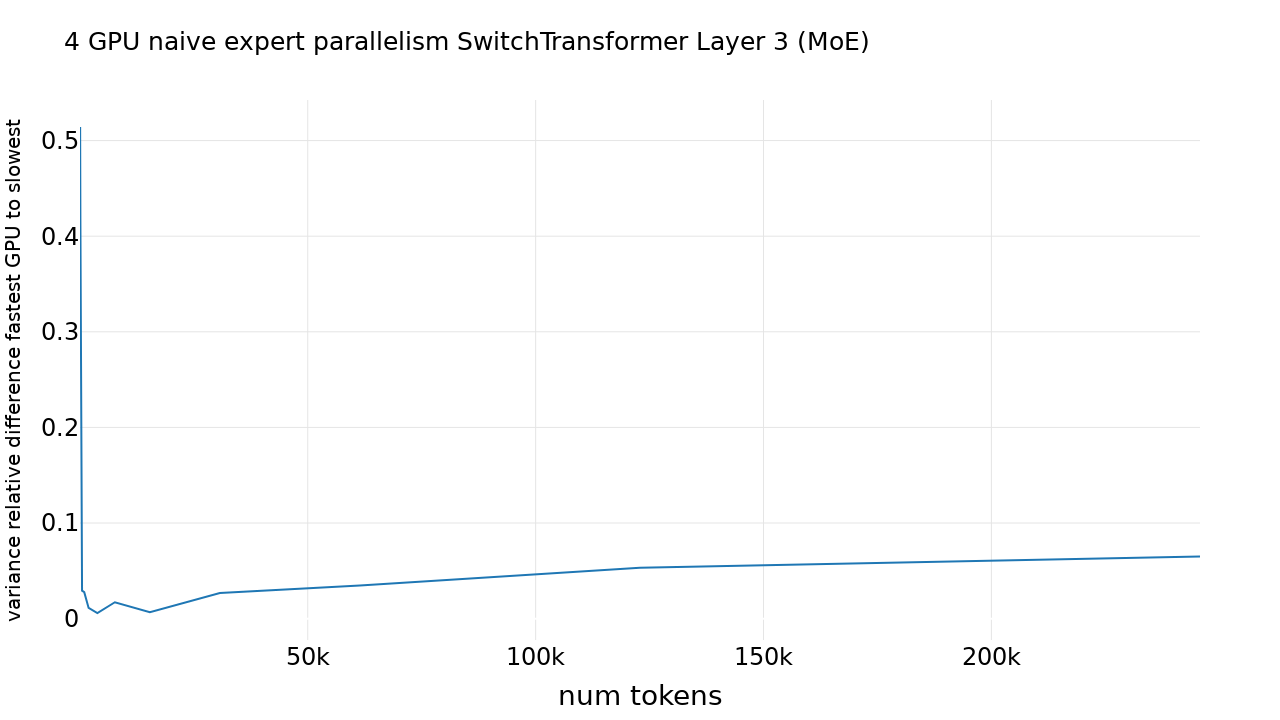 4 GPU naive expert parallelism SwitchTransformer Layer 3 (MoE)
variance relative difference fastest GPU to slowest
0.5
0.4
0.3
0.2
0.1
0
50k
100k
150k
200k
num tokens